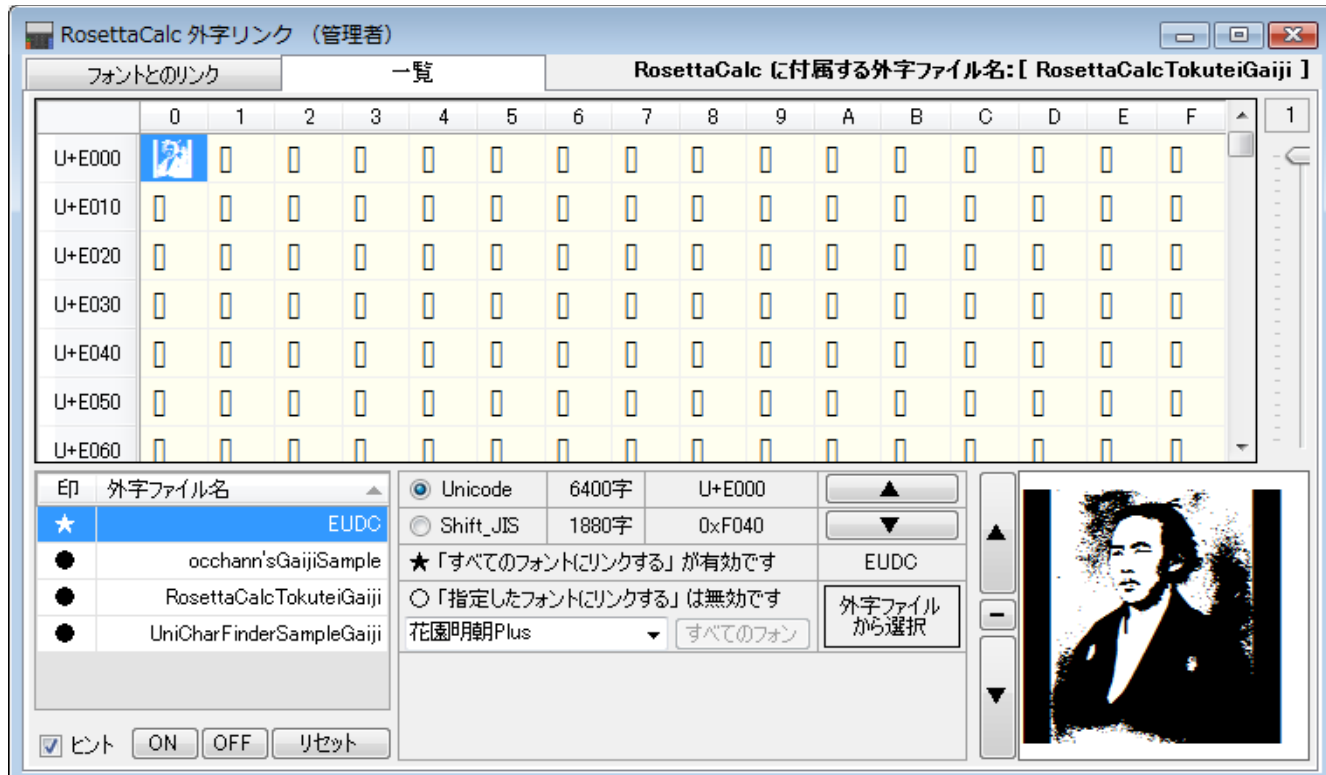 RosettaCalc 外字リンク （管理者）
フォントとのリンク 一覧 RosettaCalc に付属する外字ファイル名：[ RosettaCalcTokuteiGaiji ]
0 1 2 3 4 5 6 7 8 9 A B C D E F 1
U+E000
U+E010
U+E020
U+E030
U+E040
U+E050
U+E060
印 外字ファイル名
★ EUDC
● occhann'sGaijiSample
● RosettaCalcTokuteiGaiji
● UniCharFinderSampleGaiji
ヒント ON OFF リセット
Unicode 6400字 U+E000 ▲
Shift_JIS 1880字 0xF040 ▼
★「すべてのフォントにリンクする」が有効です EUDC
○「指定したフォントにリンクする」は無効です
花園明朝Plus すべてのフォン
外字ファイル
から選択
▲
−
▼